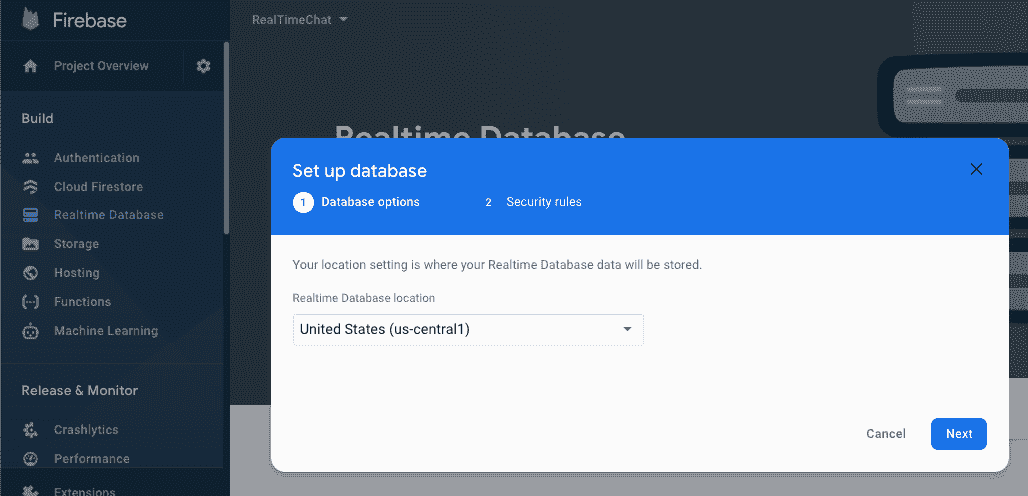 Firebase
RealTimeChat
Project Overview
Build
Authentication
Cloud Firestore
Realtime Database
Storage
Hosting
Functions
Machine Learning
Release & Monitor
Crashlytics
Performance
Extensions
Realtime Database
Set up database
1 Database options
2 Security rules
Your location setting is where your Realtime Database data will be stored.
Realtime Database location
United States (us-central1)
Cancel
Next